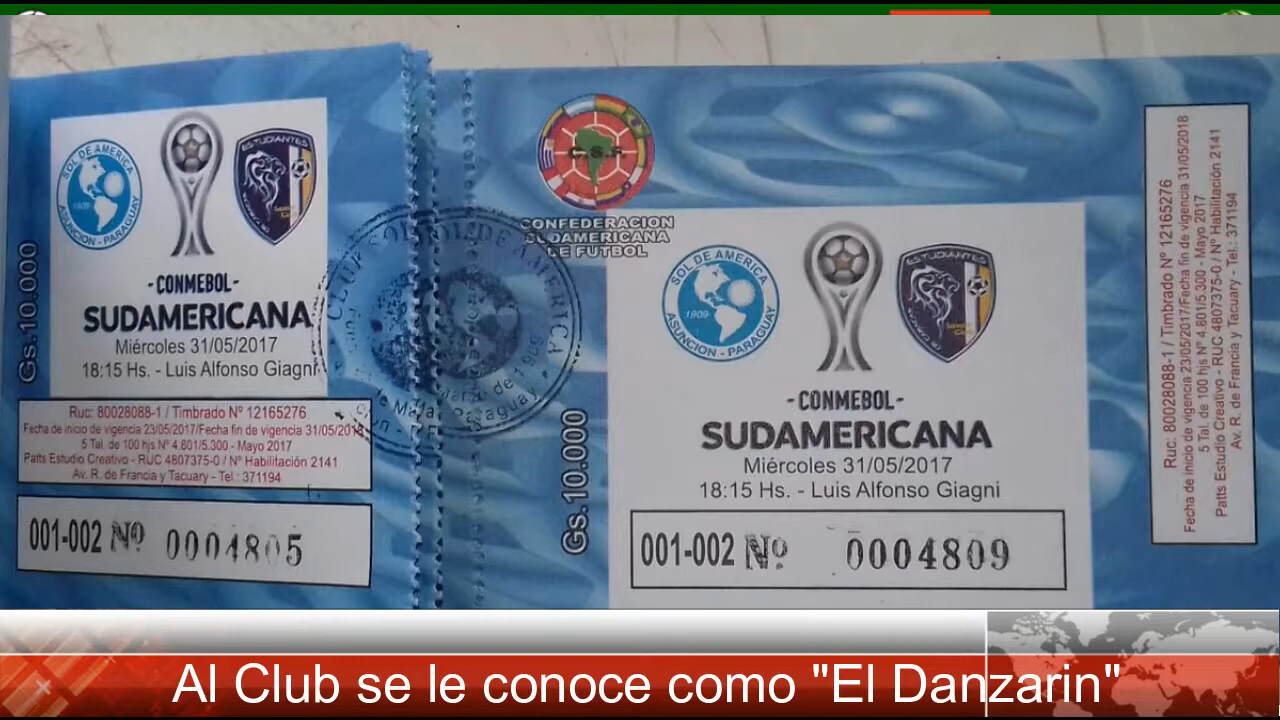 SOL DE AMERICA
1909
ASUNCION - PARAGUAY
ESTUDIANTES
-CONMEBOL-
SUDAMERICANA
Miércoles 31/05/2017
18:15 Hs. - Luis Alfonso Giagni
Gs.10.000
Ruc: 80028088-1 / Timbrado Nº 12165276
Fecha de inicio de vigencia 23/05/2017/Fecha fin de vigencia 31/05/2018
5 Tal. de 100 hjs Nº 4.801/5.300 - Mayo 2017
Patts Estudio Creativo - RUC 4807375-0 / Nº Habilitación 2141
Av. R. de Francia y Tacuary - Tel.: 371194
001-002 Nº 0004805
C.S.F.
CONFEDERACION
SUDAMERICANA
DE FUTBOL
SOL DE AMERICA
1909
ASUNCION - PARAGUAY
ESTUDIANTES
-CONMEBOL-
SUDAMERICANA
Miércoles 31/05/2017
18:15 Hs. - Luis Alfonso Giagni
Gs.10.000
001-002 Nº 0004809
Ruc: 80028088-1 / Timbrado Nº 12165276
Fecha de inicio de vigencia 23/05/2017/Fecha fin de vigencia 31/05/2018
5 Tal. de 100 hjs Nº 4.801/5.300 - Mayo 2017
Patts Estudio Creativo - RUC 4807375-0 / Nº Habilitación 2141
Av. R. de Francia y Tacuary - Tel.: 371194
Al Club se le conoce como "El Danzarin"